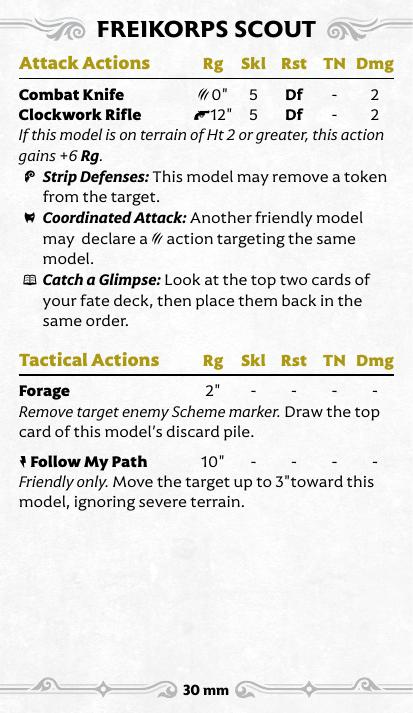 FREIKORPS SCOUT
Attack Actions Rg Skl Rst TN Dmg
Combat Knife 0" 5 Df - 2
Clockwork Rifle 12" 5 Df - 2
If this model is on terrain of Ht 2 or greater, this action
gains +6 Rg.
Strip Defenses: This model may remove a token
from the target.
Coordinated Attack: Another friendly model
may declare a action targeting the same
model.
Catch a Glimpse: Look at the top two cards of
your fate deck, then place them back in the
same order.
Tactical Actions Rg Skl Rst TN Dmg
Forage 2" - - - -
Remove target enemy Scheme marker. Draw the top
card of this model’s discard pile.
Follow My Path 10" - - - -
Friendly only. Move the target up to 3"toward this
model, ignoring severe terrain.
30 mm